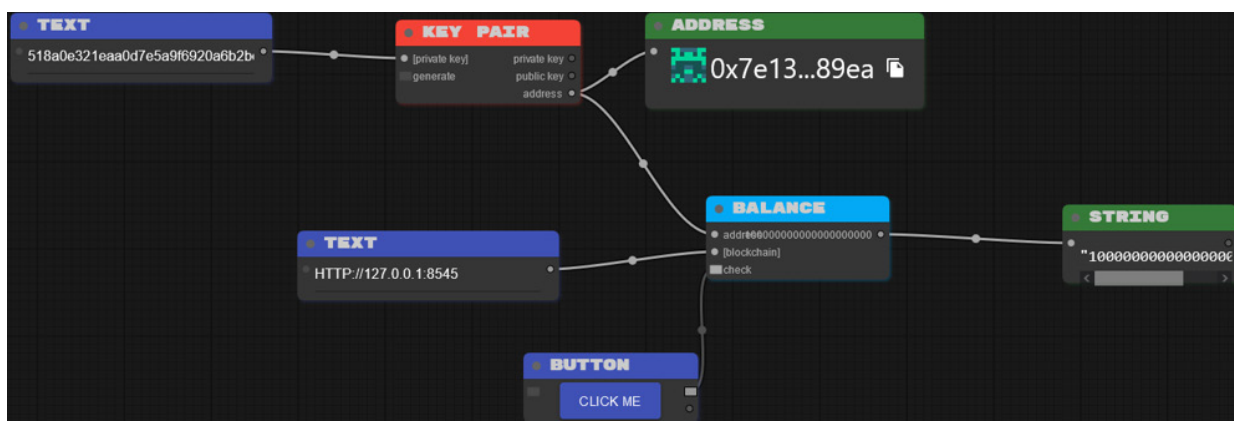 TEXT
518a0e321eaa0d7e5a9f6920a6b2b
KEY PAIR
[private key] private key
generate public key
address
ADDRESS
0x7e13...89ea
TEXT
HTTP://127.0.0.1:8545
BALANCE
[blockchain]
check
STRING
BUTTON
CLICK ME